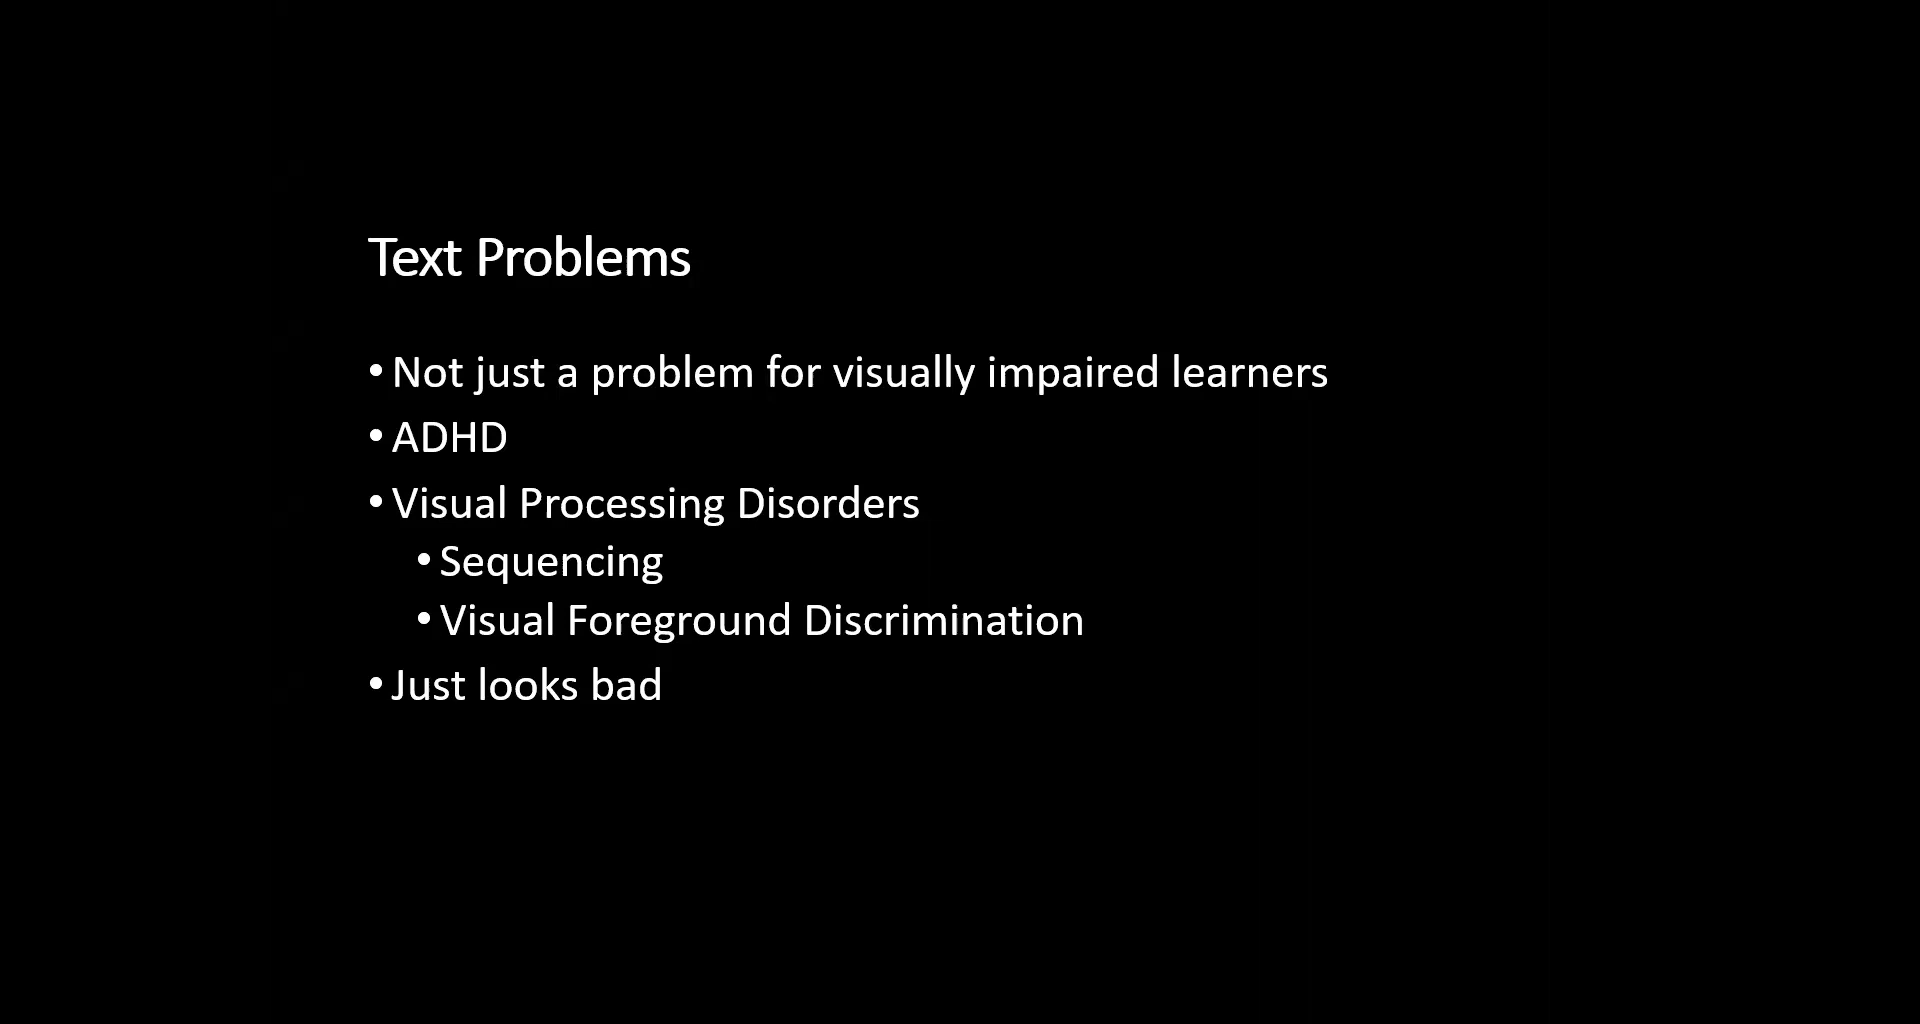 Text Problems
• Not just a problem for visually impaired learners
• ADHD
• Visual Processing Disorders
• Sequencing
• Visual Foreground Discrimination
• Just looks bad